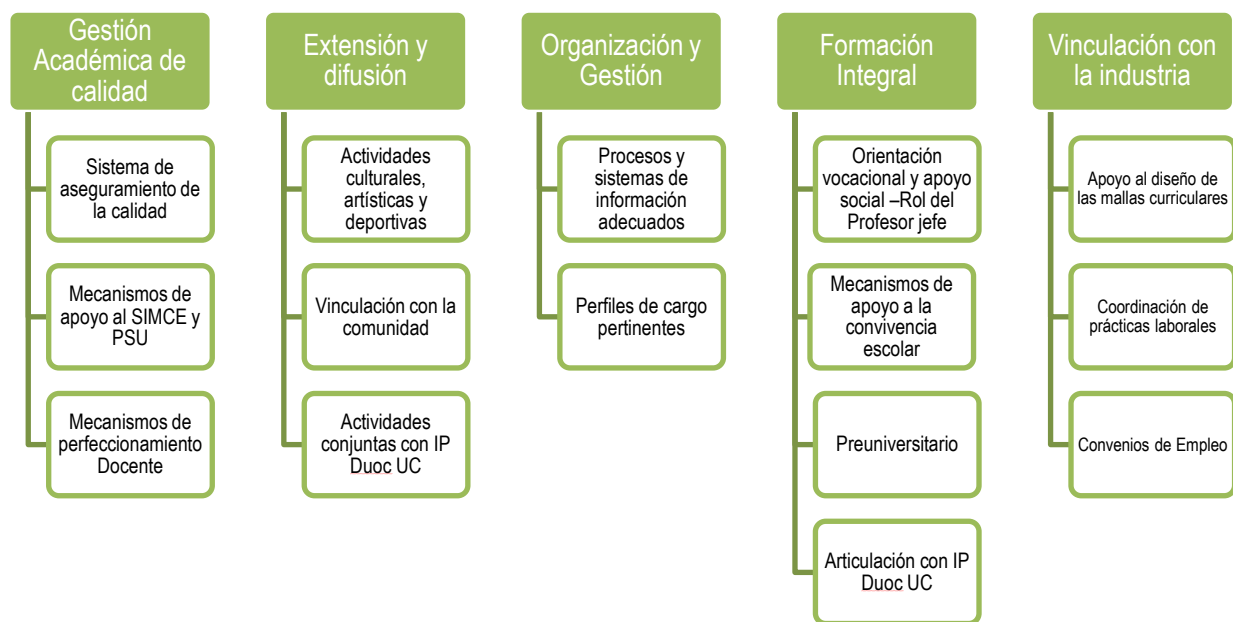 Gestión
Académica de
calidad
Sistema de
aseguramiento de
la calidad
Mecanismos de
apoyo al SIMCE y
PSU
Mecanismos de
perfeccionamiento
Docente
Extensión y
difusión
Actividades
culturales,
artísticas y
deportivas
Vinculación con la
comunidad
Actividades
conjuntas con IP
Duoc UC
Organización y
Gestión
Procesos y
sistemas de
información
adecuados
Perfiles de cargo
pertinentes
Formación
Integral
Orientación
vocacional y apoyo
social –Rol del
Profesor jefe
Mecanismos de
apoyo a la
convivencia
escolar
Preuniversitario
Articulación con IP
Duoc UC
Vinculación con
la industria
Apoyo al diseño de
las mallas curriculares
Coordinación de
prácticas laborales
Convenios de Empleo